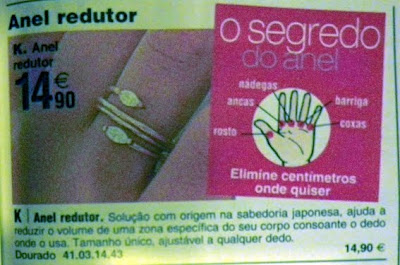 Anel redutor
K. Anel
redutor
14€90
o segredo
do anel
nádegas
ancas
barriga
rosto
coxas
Elimine centímetros
onde quiser
K | Anel redutor. Solução com origem na sabedoria japonesa, ajuda a
reduzir o volume de uma zona específica do seu corpo consoante o dedo
onde o usa. Tamanho único, ajustável a qualquer dedo.
Dourado 41.03.14.43
14,90 €